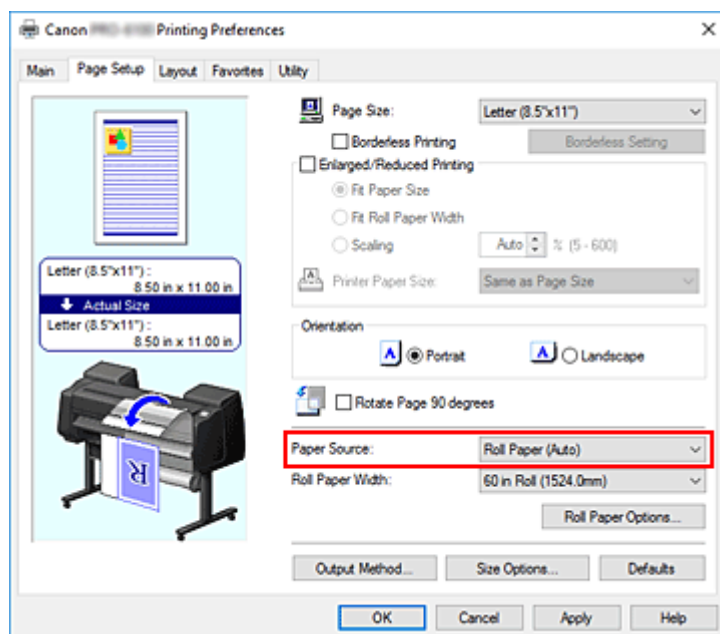 Canon Printing Preferences
Main Page Setup Layout Favorites Utility
Page Size: Letter (8.5"x11")
Borderless Printing Borderless Setting
Enlarged/Reduced Printing
Fit Paper Size
Fit Roll Paper Width
Scaling Auto % (5 - 600)
Printer Paper Size: Same as Page Size
Letter (8.5"x11") :
8.50 in x 11.00 in
Actual Size
Letter (8.5"x11") :
8.50 in x 11.00 in
Orientation
A Portrait A Landscape
Rotate Page 90 degrees
Paper Source: Roll Paper (Auto)
Roll Paper Width: 60 in Roll (1524.0mm)
Roll Paper Options...
R
Output Method... Size Options... Defaults
OK Cancel Apply Help